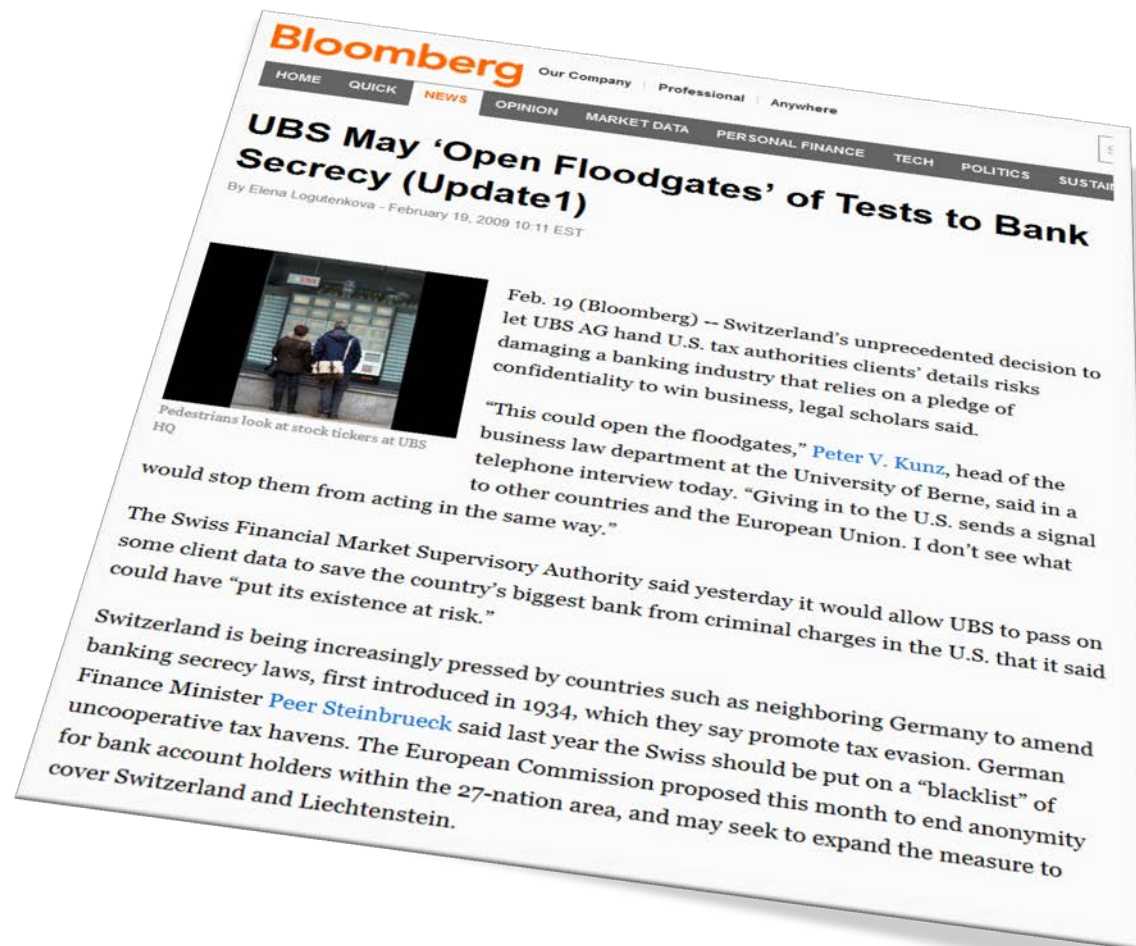 Bloomberg
Our Company
Professional
Anywhere
HOME
QUICK
NEWS
OPINION
MARKET DATA
PERSONAL FINANCE
TECH
POLITICS
UBS May ‘Open Floodgates’ of Tests to Bank
Secrecy (Update1)
By Elena Logutenkova - February 19, 2009 10:11 EST
Pedestrians look at stock tickers at UBS
HQ
Feb. 19 (Bloomberg) -- Switzerland’s unprecedented decision to
let UBS AG hand U.S. tax authorities clients’ details risks
damaging a banking industry that relies on a pledge of
confidentiality to win business, legal scholars said.
“This could open the floodgates,” Peter V. Kunz, head of the
business law department at the University of Berne, said in a
telephone interview today. “Giving in to the U.S. sends a signal
to other countries and the European Union. I don’t see what
would stop them from acting in the same way.”
The Swiss Financial Market Supervisory Authority said yesterday it would allow UBS to pass on
some client data to save the country’s biggest bank from criminal charges in the U.S. that it said
could have “put its existence at risk.”
Switzerland is being increasingly pressed by countries such as neighboring Germany to amend
banking secrecy laws, first introduced in 1934, which they say promote tax evasion. German
Finance Minister Peer Steinbrueck said last year the Swiss should be put on a “blacklist” of
uncooperative tax havens. The European Commission proposed this month to end anonymity
for bank account holders within the 27-nation area, and may seek to expand the measure to
cover Switzerland and Liechtenstein.